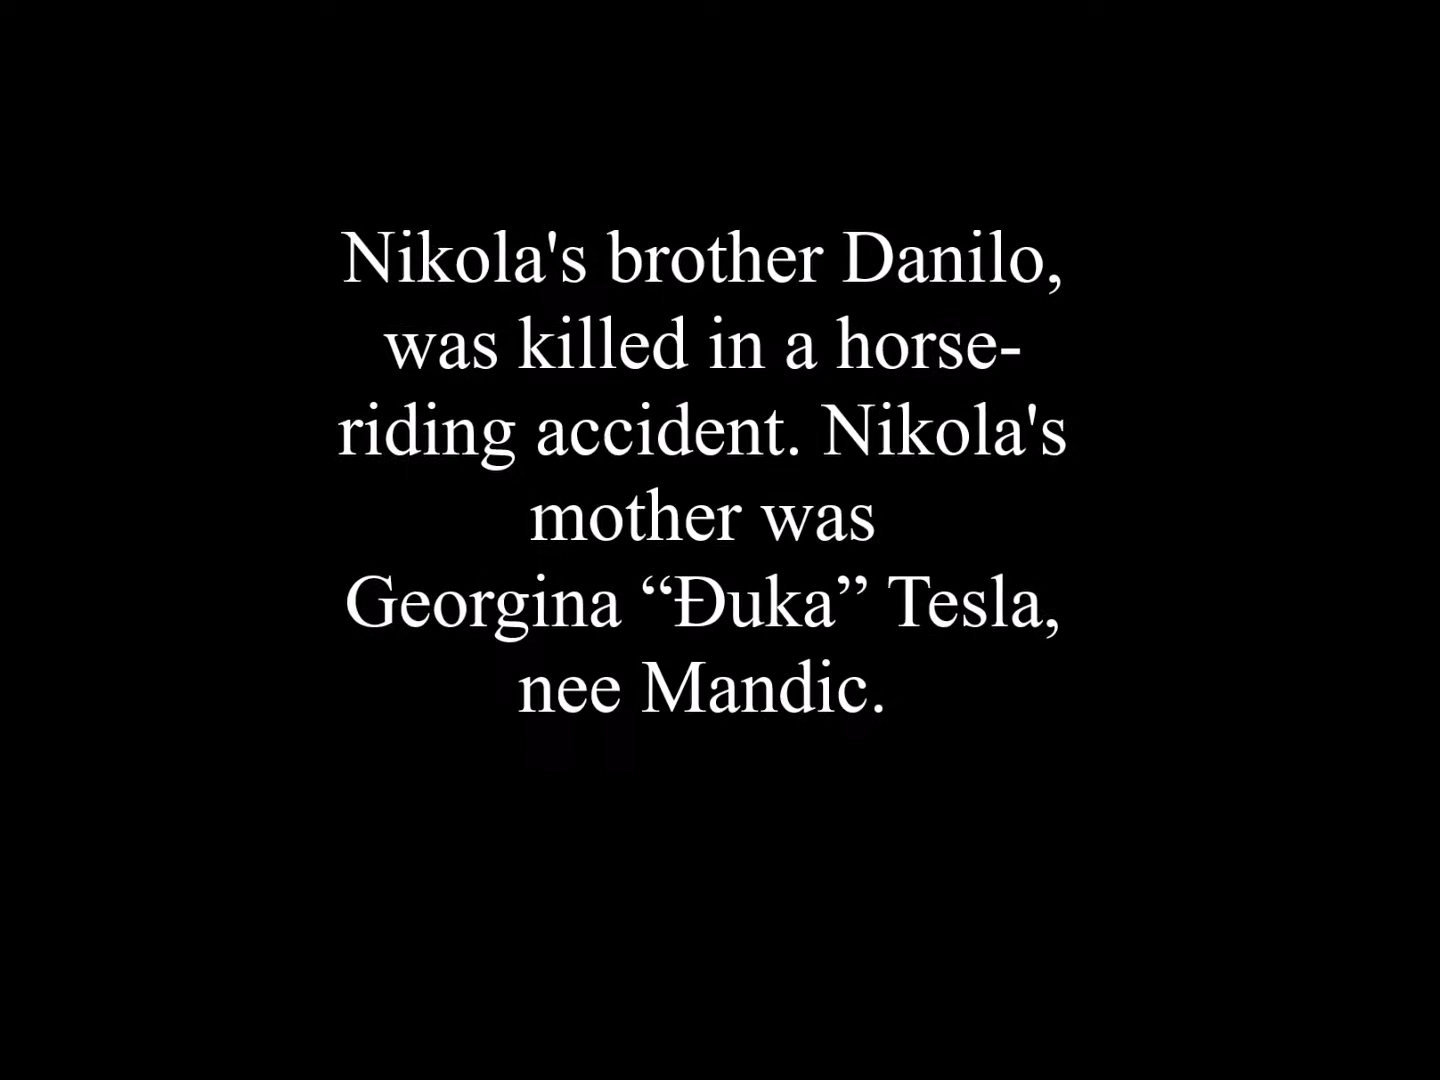 Nikola's brother Danilo,
was killed in a horse-
riding accident. Nikola's
mother was
Georgina “Đuka” Tesla,
nee Mandic.